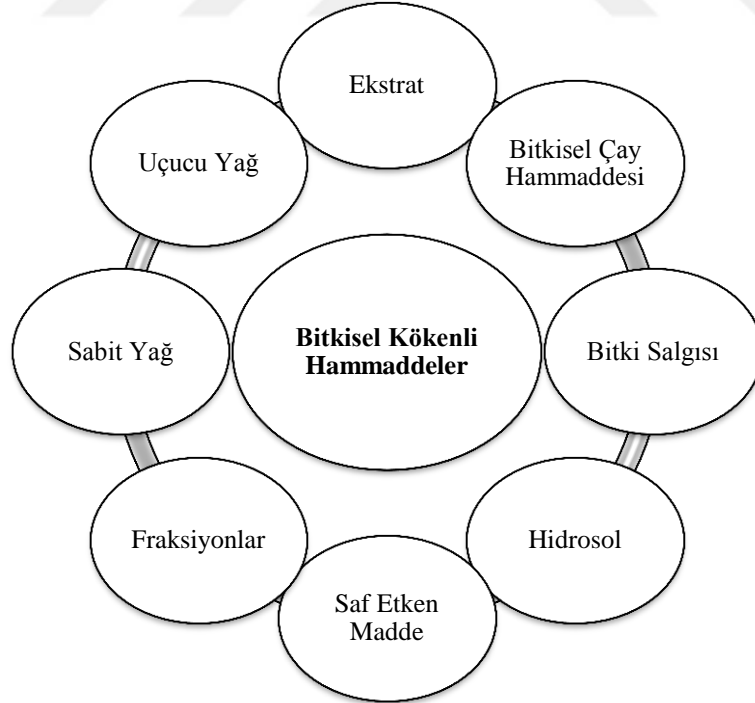 Ekstrat
Bitkisel Çay
Hammaddesi
Bitki Salgısı
Hidrosol
Saf Etken
Madde
Fraksiyonlar
Sabit Yağ
Uçucu Yağ
Bitkisel Kökenli
Hammaddeler